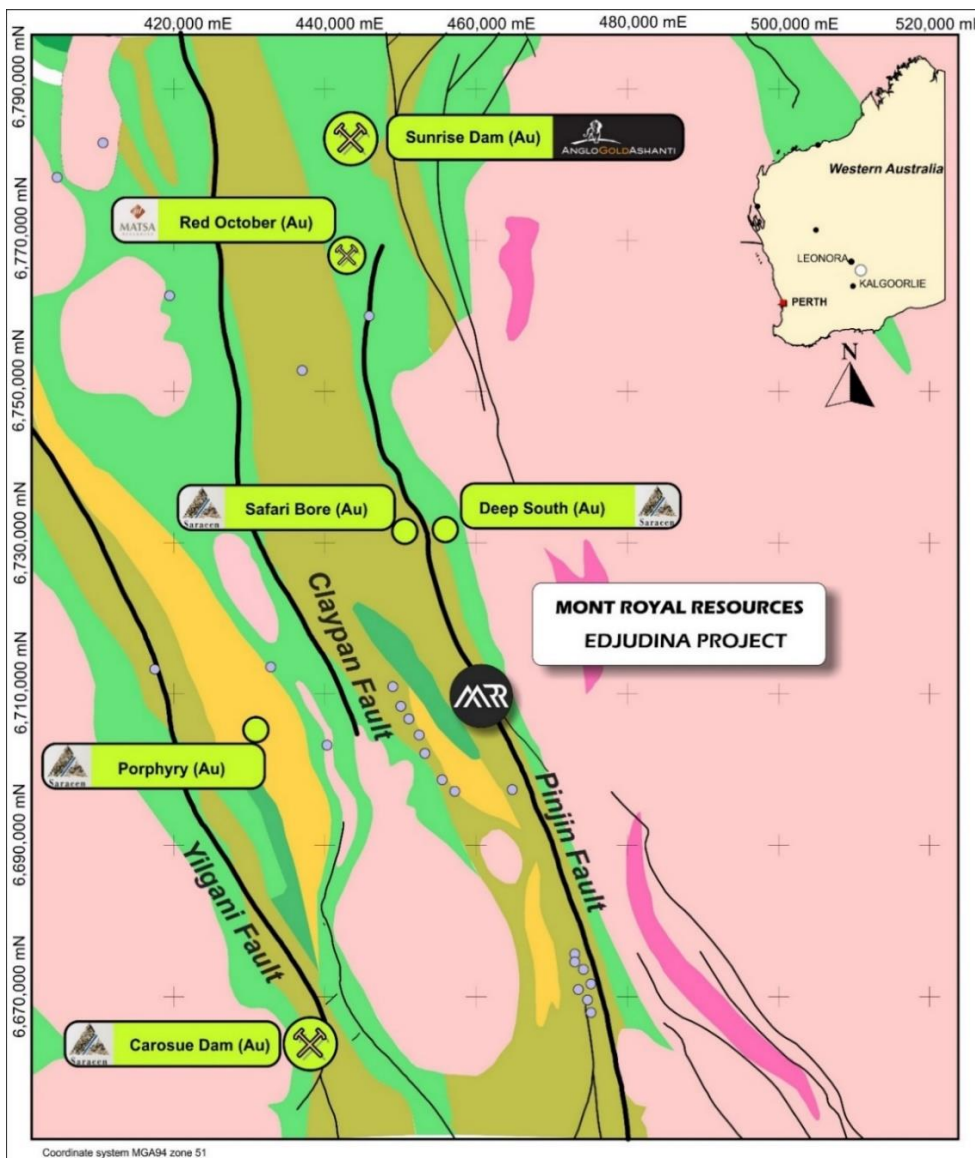 420,000 mE
440,000 mE
460,000 mE
480,000 mE
500,000 mE
520,000 mE
6,790,000 mN
6,770,000 mN
6,750,000 mN
6,730,000 mN
6,710,000 mN
6,690,000 mN
6,670,000 mN
Western Australia
LEONORA
KALGOORLIE
PERTH
N
Sunrise Dam (Au)
ANGLOGOLDASHANTI
MATSA
Red October (Au)
Saracen
Safari Bore (Au)
Deep South (Au)
Saracen
MONT ROYAL RESOURCES
EDJUDINA PROJECT
Claypan Fault
MRR
Saracen
Porphyry (Au)
Pinjin Fault
Yilgani Fault
Saracen
Carosue Dam (Au)
Coordinate system MGA94 zone 51